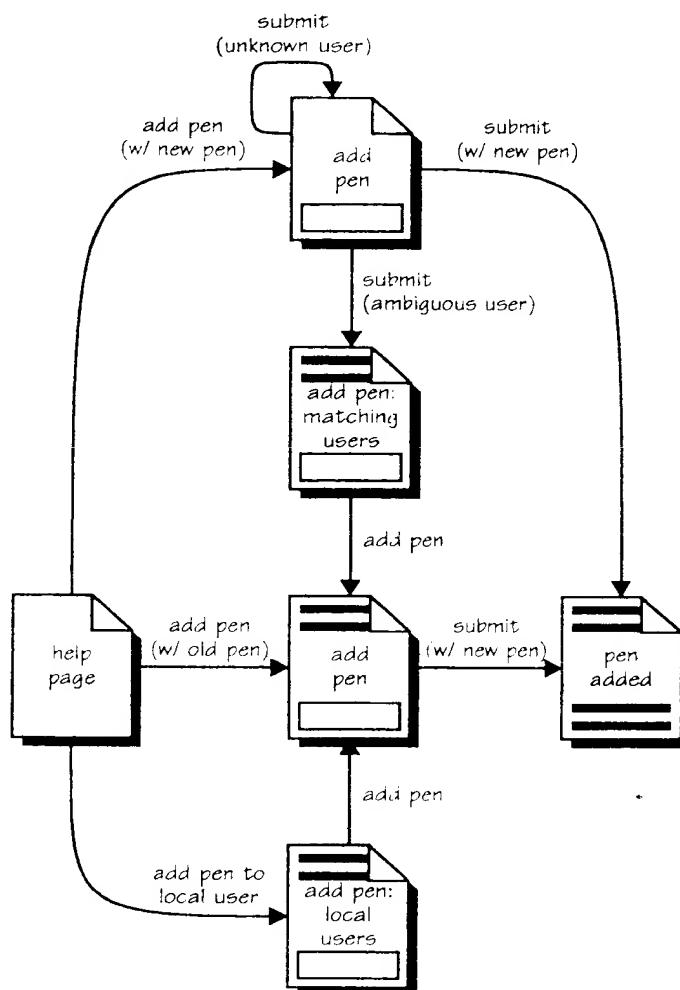 submit
(unknown user)
add pen
(w/ new pen)
add
pen
submit
(w/ new pen)
submit
(ambiguous user)
add pen:
matching
users
add pen
help
page
add pen
(w/ old pen)
add
pen
submit
(w/ new pen)
pen
added
add pen
add pen to
local user
add pen:
local
users